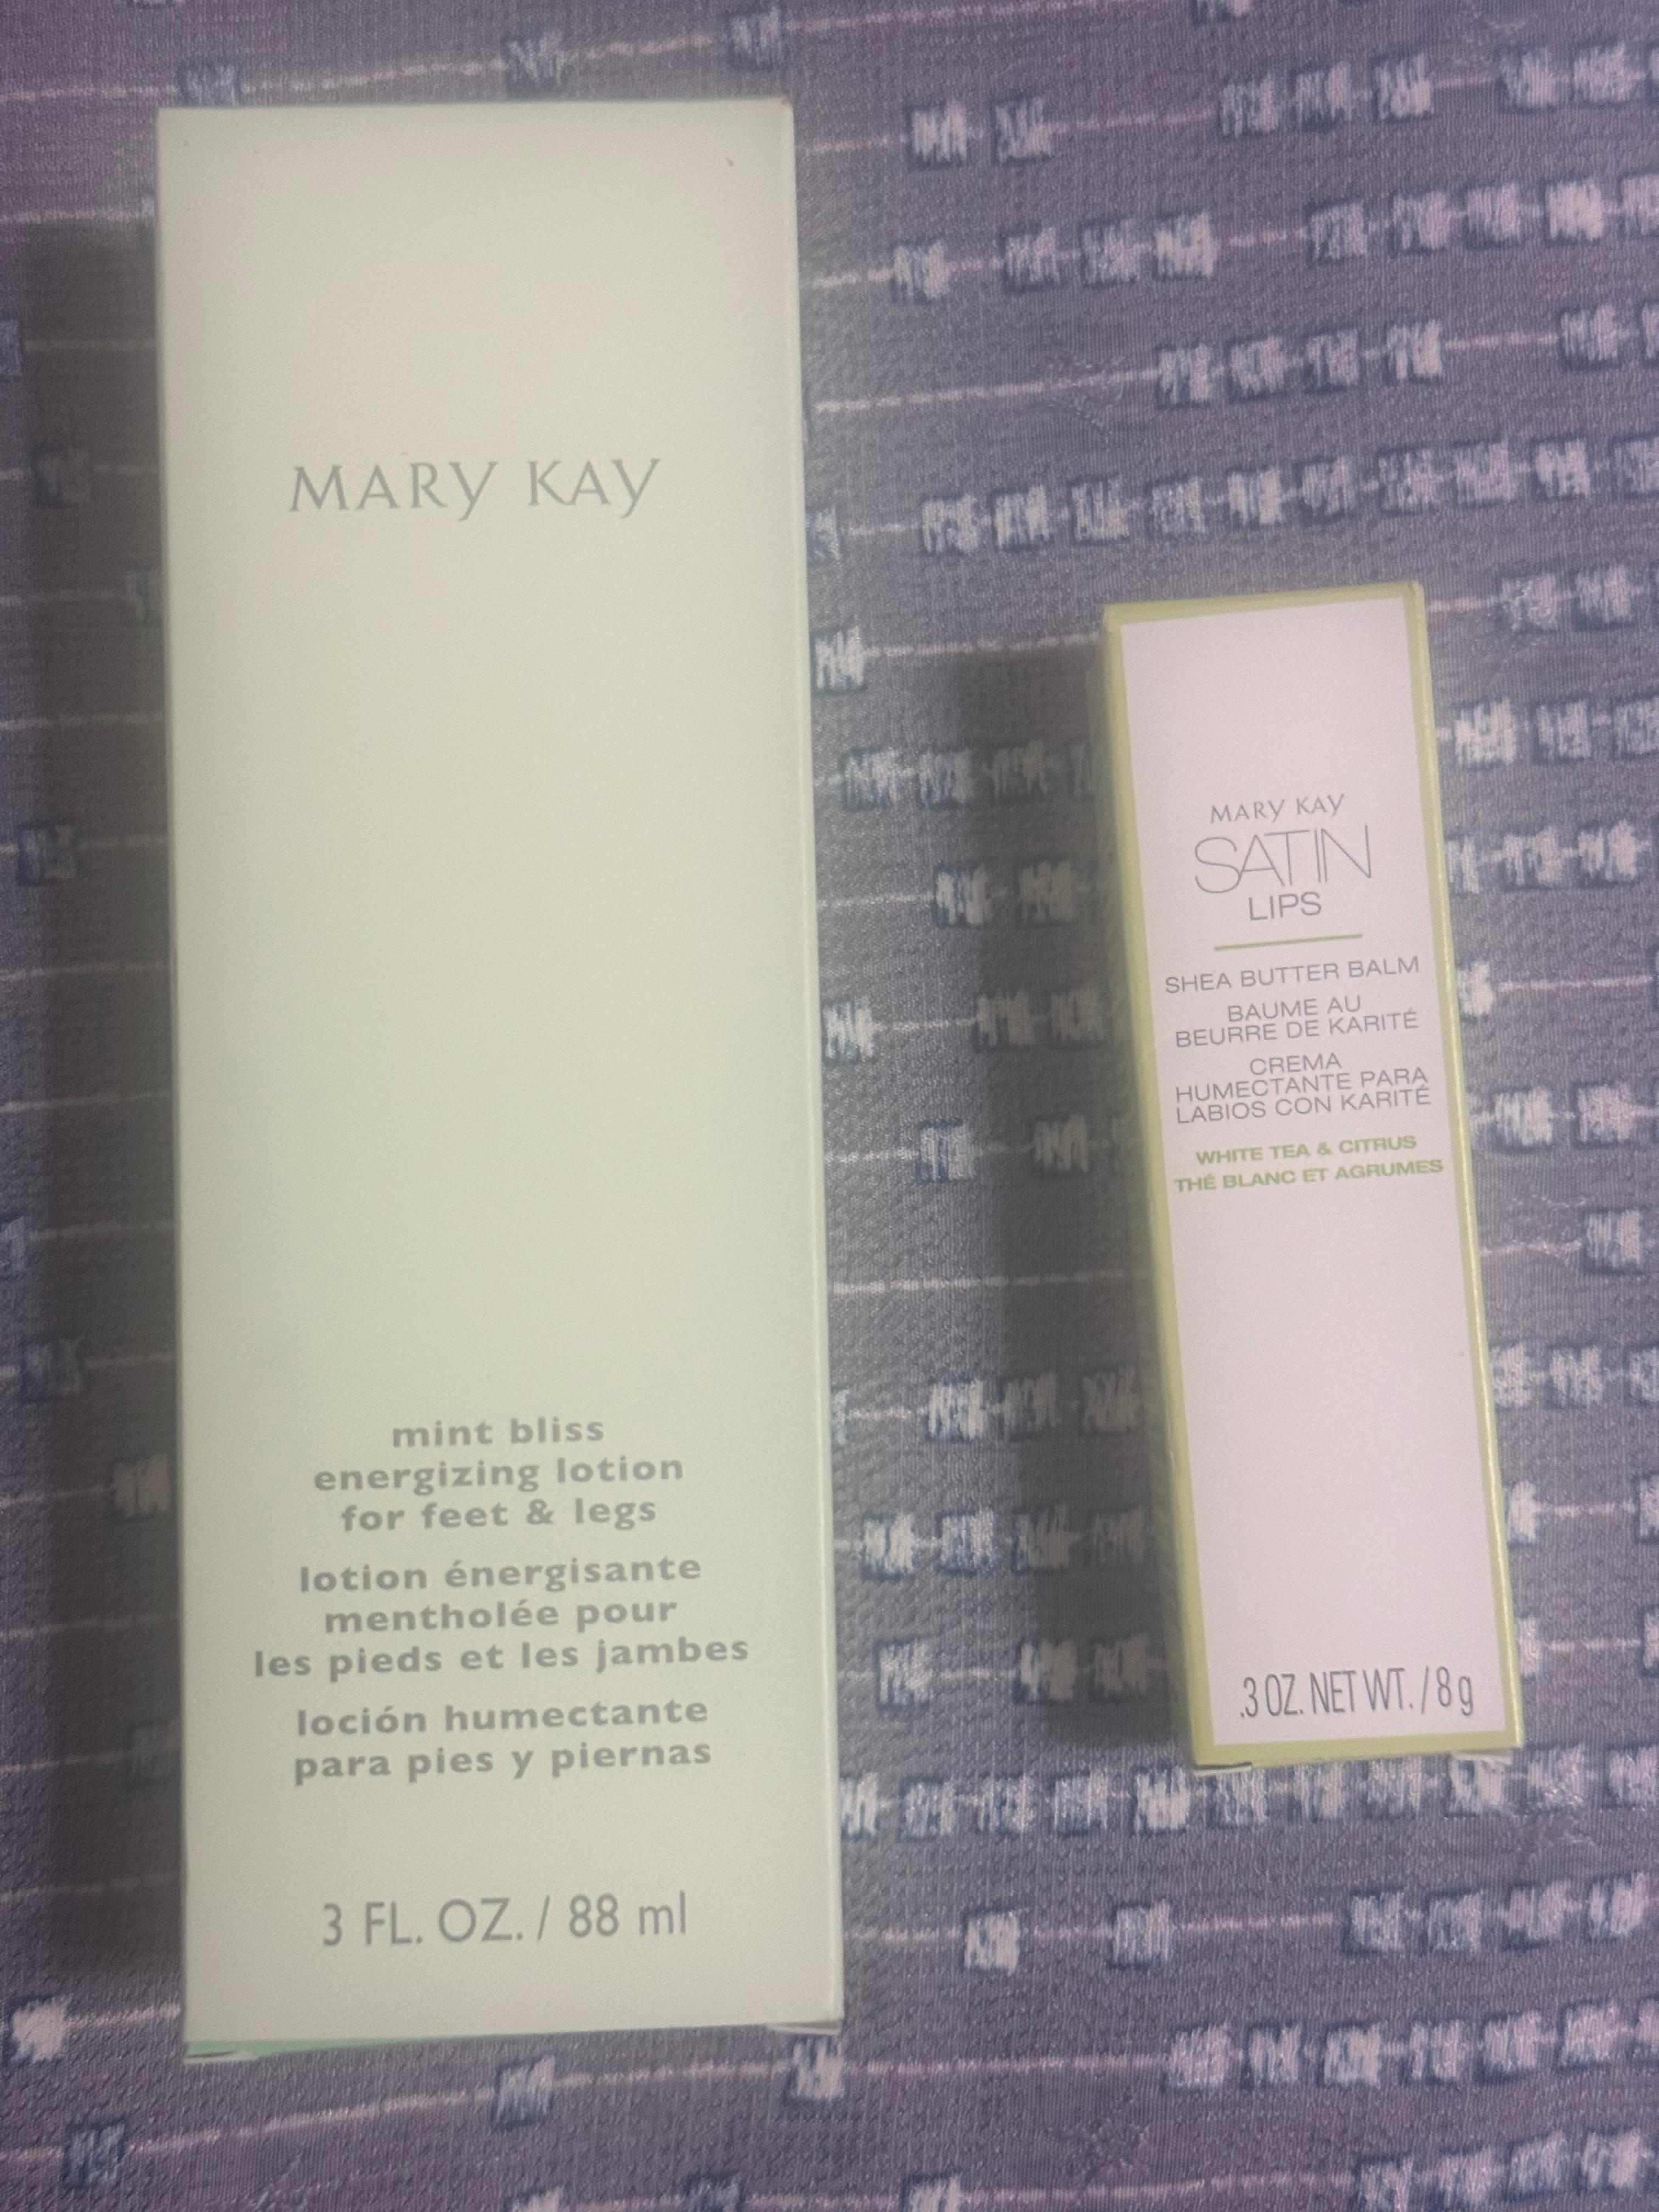 MARY KAY
mint bliss
energizing lotion
for feet & legs
lotion énergisante
mentholée pour
les pieds et les jambes
loción humectante
para pies y piernas
3 FL. OZ. / 88 ml
MARY KAY
SATIN
LIPS
SHEA BUTTER BALM
BAUME AU
BEURRE DE KARITÉ
CREMA
HUMECTANTE PARA
LABIOS CON KARITÉ
WHITE TEA & CITRUS
THÉ BLANC ET AGRUMES
.3 OZ. NET WT. / 8 g